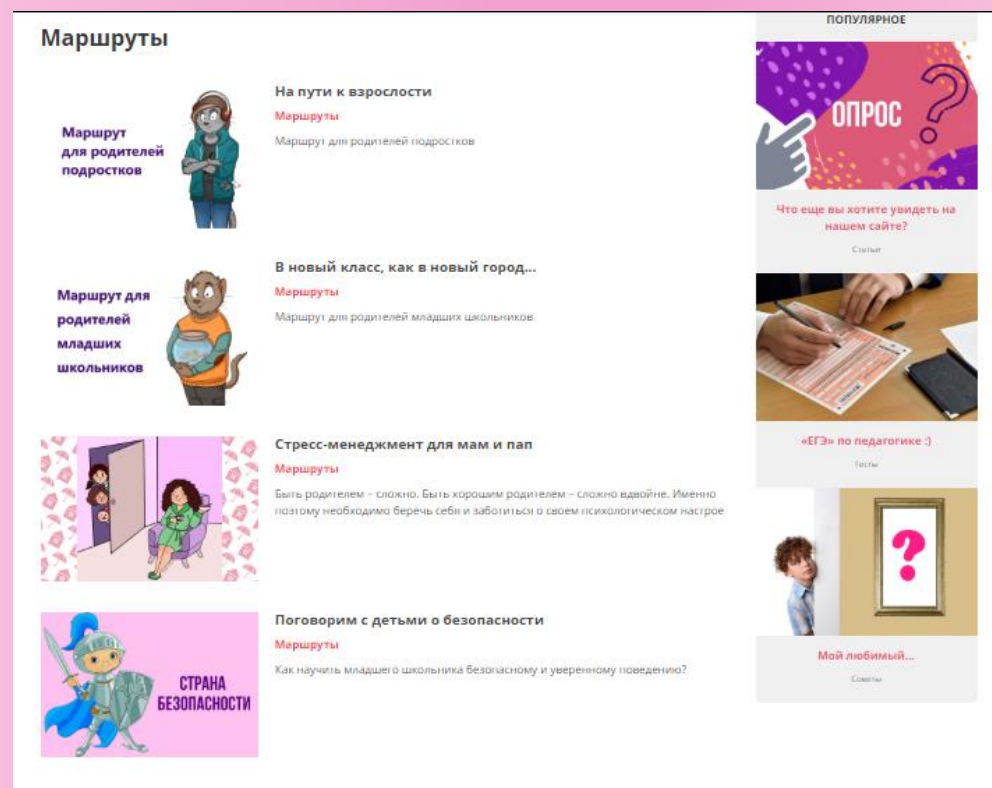 Маршруты
Маршрут
для родителей
подростков
На пути к взрослости
Маршруты
Маршрут для родителей подростков
Маршрут для
родителей
младших
школьников
В новый класс, как в новый город...
Маршруты
Маршрут для родителей младших школьников
Стресс-менеджмент для мам и пап
Маршруты
Быть родителем – сложно. Быть хорошим родителем – сложно вдвойне. Именно
поэтому необходимо беречь себя и заботиться о своем психологическом настрое
СТРАНА
БЕЗОПАСНОСТИ
Поговорим с детьми о безопасности
Маршруты
Как научить младшего школьника безопасному и уверенному поведению?
ПОПУЛЯРНОЕ
ОПРОС
Что еще вы хотите увидеть на
нашем сайте?
Статьи
«ЕГЭ» по педагогике :)
Тесты
?
Мой любимый...
Советы